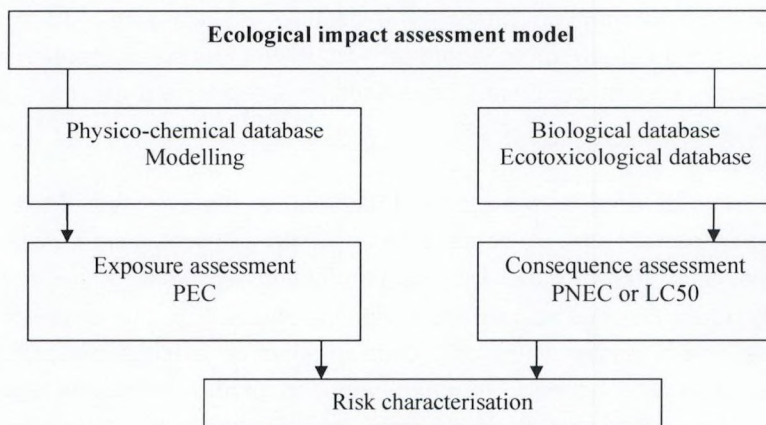 Ecological impact assessment model
Physico-chemical database
Modelling
Biological database
Ecotoxicological database
Exposure assessment
PEC
Consequence assessment
PNEC or LC50
Risk characterisation